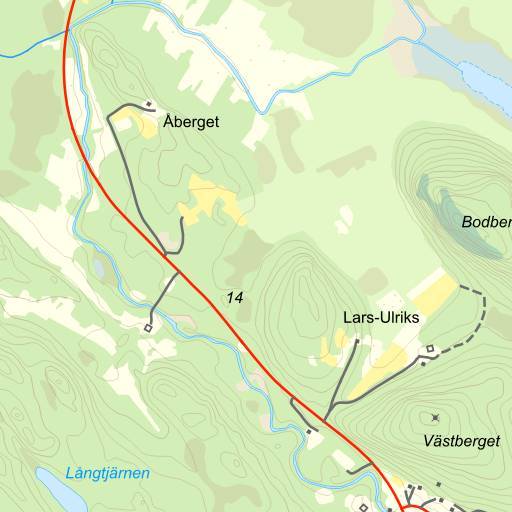 Åberget
Bodber
14
Lars-Ulriks
Västberget
Långtjärnen